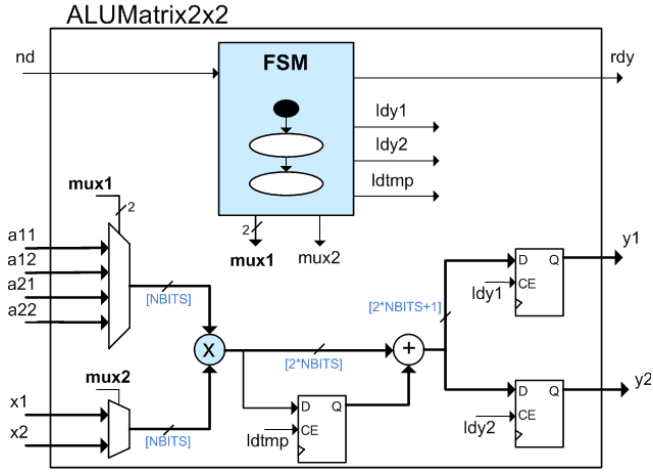 ALUMatrix2x2
nd
FSM
rdy
ldy1
ldy2
ldtmp
mux1
2
2
mux1
mux2
a11
a12
a21
a22
[NBITS]
x
[2*NBITS]
+
[2*NBITS+1]
D
Q
CE
ldy1
y1
mux2
x1
x2
[NBITS]
D
Q
CE
ldtmp
D
Q
CE
ldy2
y2